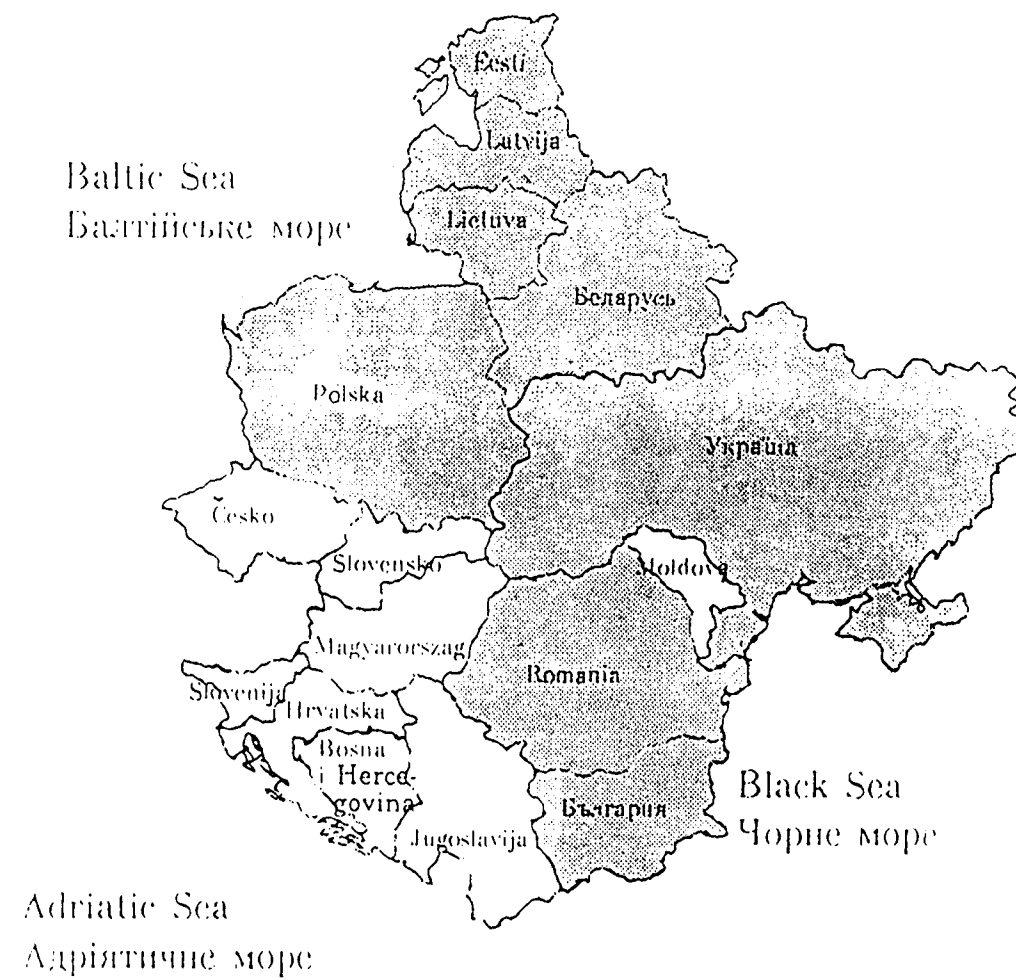 Eesti
Latvija
Baltic Sea
Балтійське море
Lietuva
Беларусь
Polska
Україна
Česko
Slovensko
Moldova
Magyarország
Romania
Slovenija
Hrvatska
Bosna
i Herce-
govina
Black Sea
Чорне море
България
Jugoslavija
Adriatic Sea
Адріятичне море